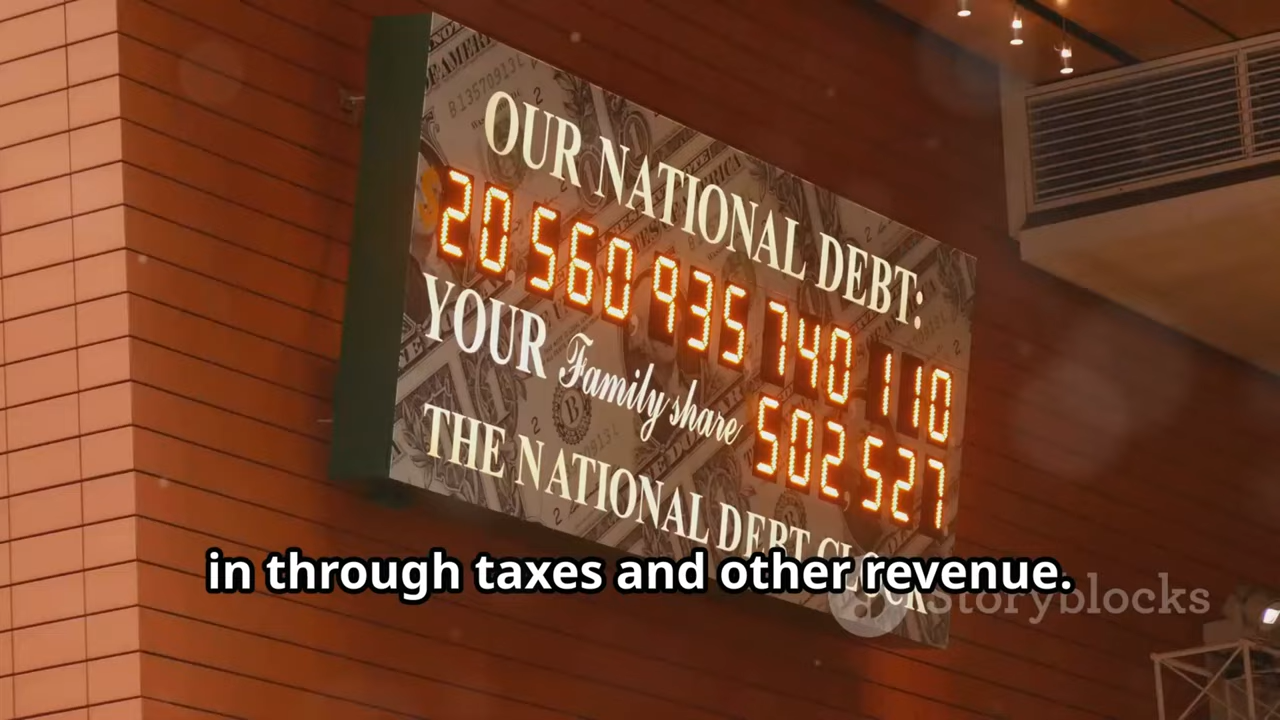 OUR NATIONAL DEBT:
$20,560,935,740,110
YOUR Family share 502,527
THE NATIONAL DEBT CLOCK
in through taxes and other revenue.
Storyblocks